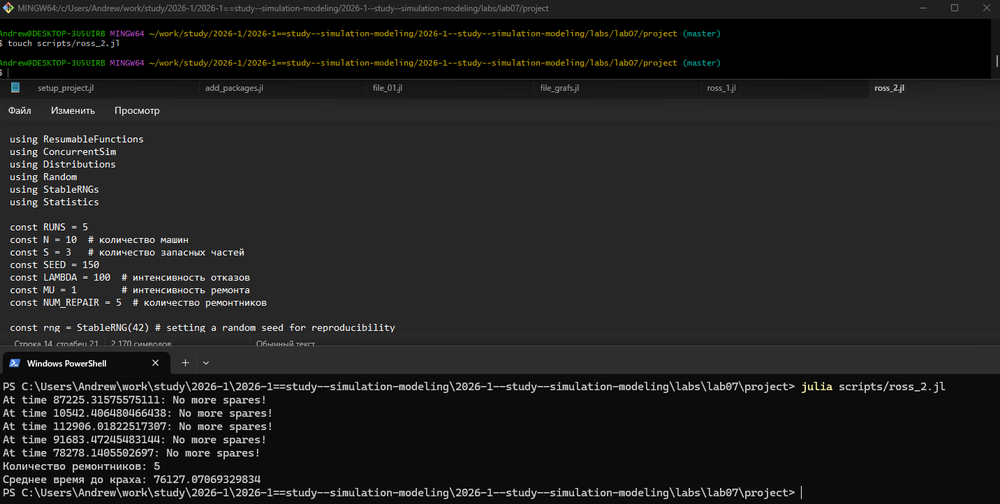 MINGW64:/c/Users/Andrew/work/study/2026-1/2026-1==study--simulation-modeling/2026-1--study--simulation-modeling/labs/lab07/project
Andrew@DESKTOP-3U5UIRB MINGW64 ~/work/study/2026-1/2026-1==study--simulation-modeling/2026-1--study--simulation-modeling/labs/lab07/project (master)
$ touch scripts/ross_2.jl
Andrew@DESKTOP-3U5UIRB MINGW64 ~/work/study/2026-1/2026-1==study--simulation-modeling/2026-1--study--simulation-modeling/labs/lab07/project (master)
$
setup_project.jl add_packages.jl file_01.jl file_grafs.jl ross_1.jl ross_2.jl
Файл Изменить Просмотр
using ResumableFunctions
using ConcurrentSim
using Distributions
using Random
using StableRNGs
using Statistics
const RUNS = 5
const N = 10 # количество машин
const S = 3 # количество запасных частей
const SEED = 150
const LAMBDA = 100 # интенсивность отказов
const MU = 1 # интенсивность ремонта
const NUM_REPAIR = 5 # количество ремонтников
const rng = StableRNG(42) # setting a random seed for reproducibility
Строка 14, столбец 21 2 170 символов Обычный текст
Windows PowerShell
PS C:\Users\Andrew\work\study\2026-1\2026-1==study--simulation-modeling\2026-1--study--simulation-modeling\labs\lab07\project> julia scripts/ross_2.jl
At time 87225.31575575111: No more spares!
At time 10542.406480466438: No more spares!
At time 112906.01822517307: No more spares!
At time 91683.47245483144: No more spares!
At time 78278.1405502697: No more spares!
Количество ремонтников: 5
Среднее время до краха: 76127.07069329834
PS C:\Users\Andrew\work\study\2026-1\2026-1==study--simulation-modeling\2026-1--study--simulation-modeling\labs\lab07\project>